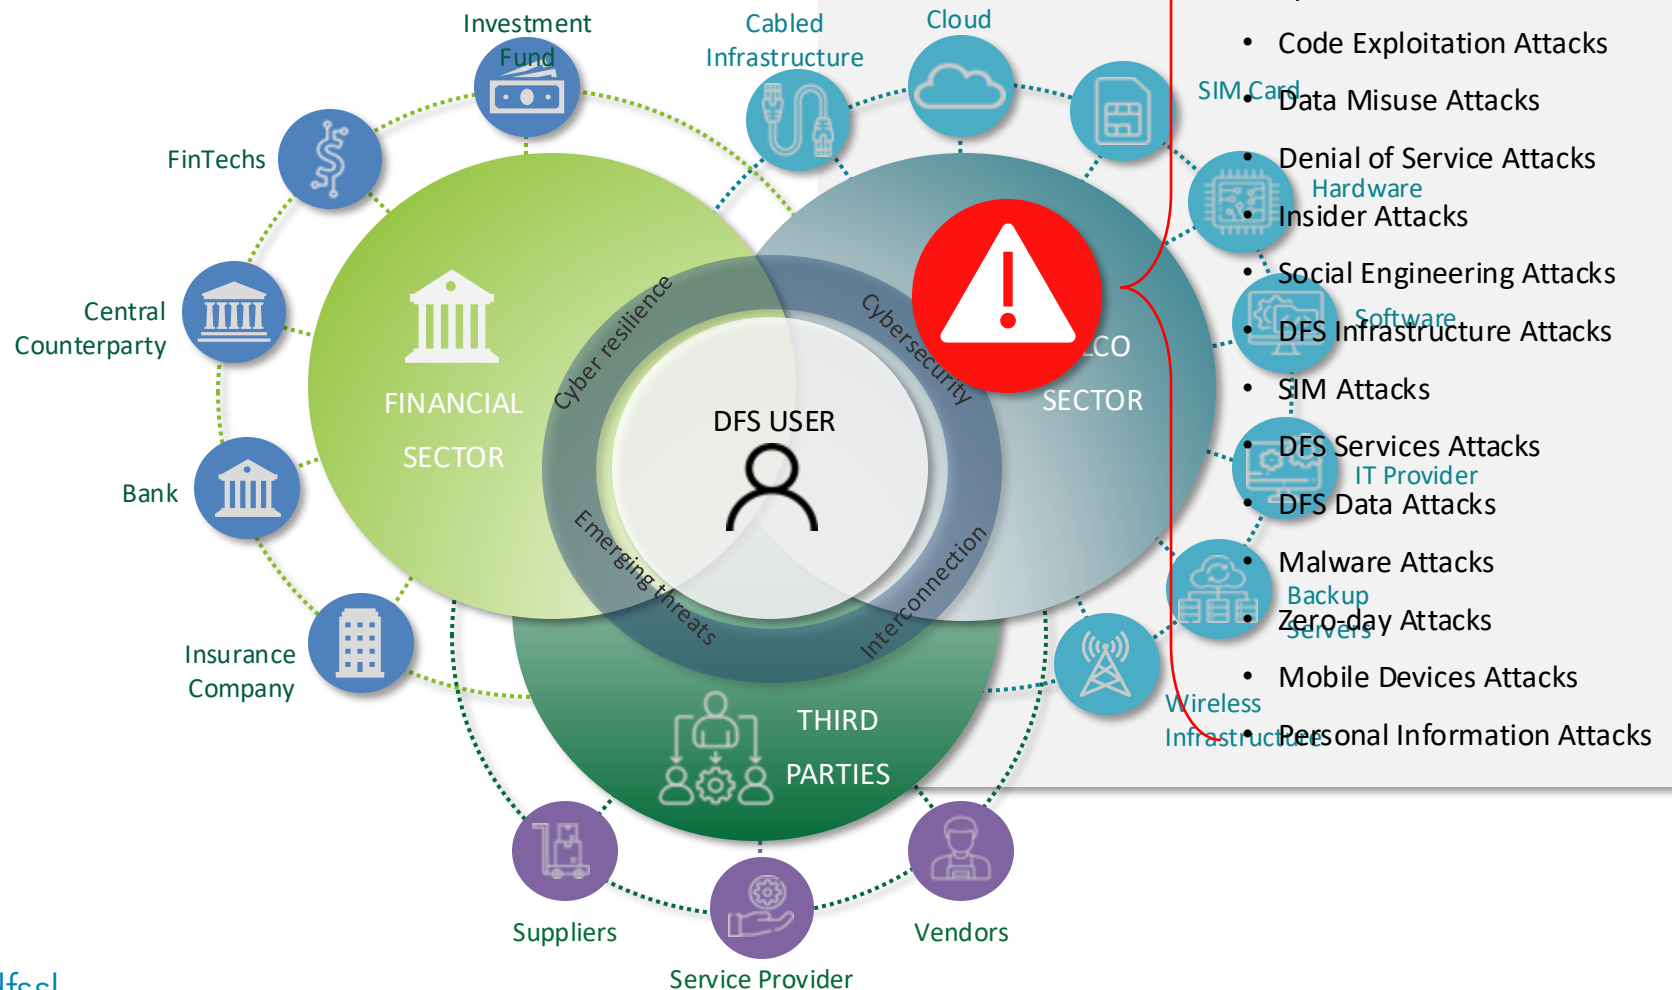 Investment
Fund
Cabled
Infrastructure
Cloud
SIM Card
Hardware
Software
IT Provider
Backup
Servers
Wireless
Infrastructure
FinTechs
Central
Counterparty
Bank
Insurance
Company
FINANCIAL
SECTOR
Cyber resilience
Cybersecurity
Emerging threats
Interconnection
DFS USER
SECTOR
THIRD
PARTIES
Suppliers
Service Provider
Vendors
• Code Exploitation Attacks
• Data Misuse Attacks
• Denial of Service Attacks
• Insider Attacks
• Social Engineering Attacks
• DFS Infrastructure Attacks
• SIM Attacks
• DFS Services Attacks
• DFS Data Attacks
• Malware Attacks
• Zero-day Attacks
• Mobile Devices Attacks
• Personal Information Attacks